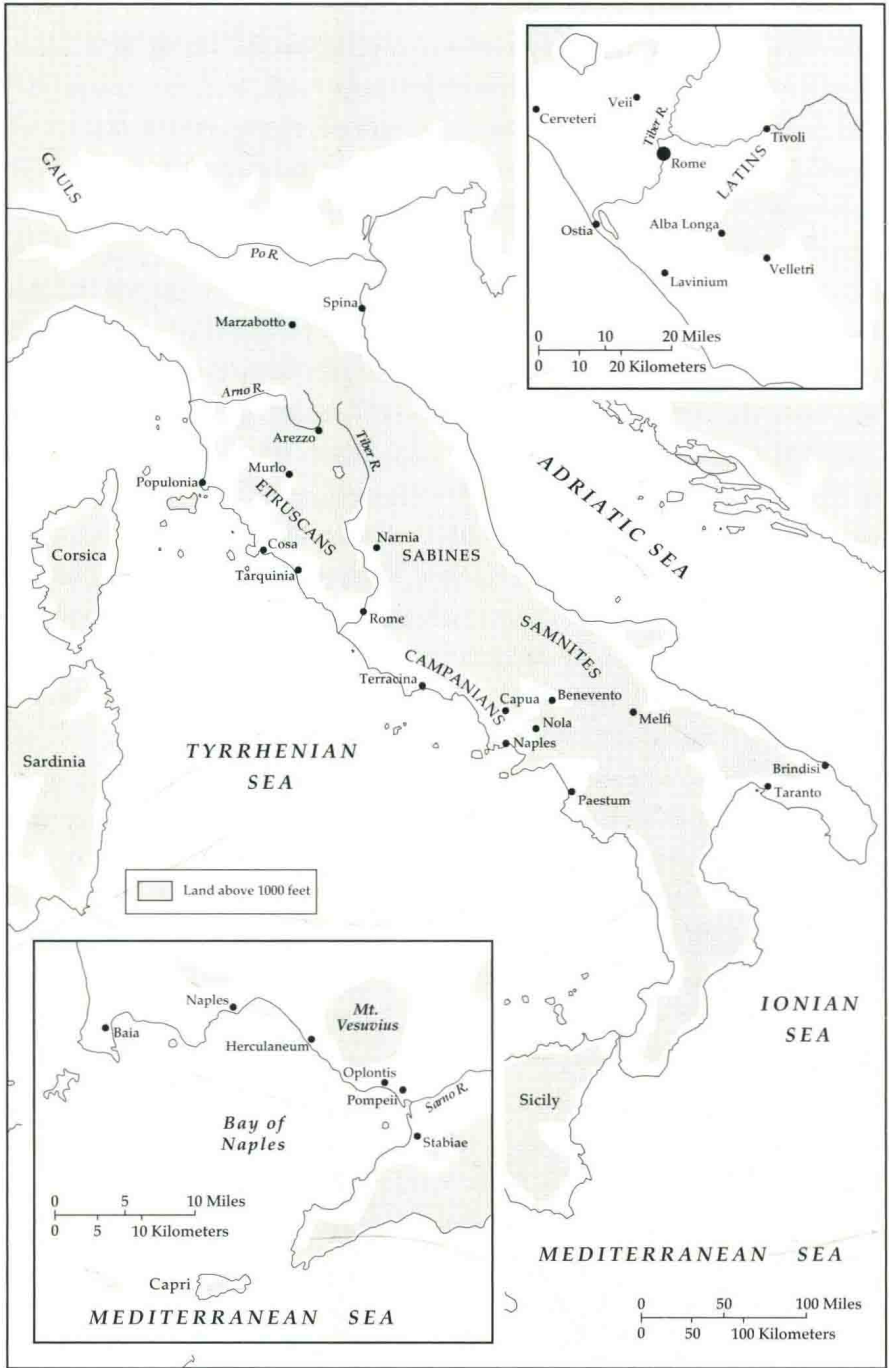 GAULS
Po R.
Spina
Marzabotto
Arno R.
Arezzo
Tiber R.
Murlo
Populonia
ETRUSCANS
Cosa
Narnia
SABINES
Corsica
Tarquinia
Rome
ADRIATIC SEA
SAMNITES
CAMPANIANS
Terracina
Capua
Benevento
Melfi
Nola
Naples
Sardinia
TYRRHENIAN
SEA
Brindisi
Taranto
Paestum
Land above 1000 feet
IONIAN
SEA
Sicily
MEDITERRANEAN SEA
0 50 100 Miles
0 50 100 Kilometers
Veii
Cerveteri
Tiber R.
Tivoli
Rome
LATINS
Ostia
Alba Longa
Velletri
Lavinium
0 10 20 Miles
0 10 20 Kilometers
Naples
Mt.
Vesuvius
Baia
Herculaneum
Oplontis
Pompeii
Sarno R.
Bay of
Naples
Stabiae
0 5 10 Miles
0 5 10 Kilometers
Capri
MEDITERRANEAN SEA